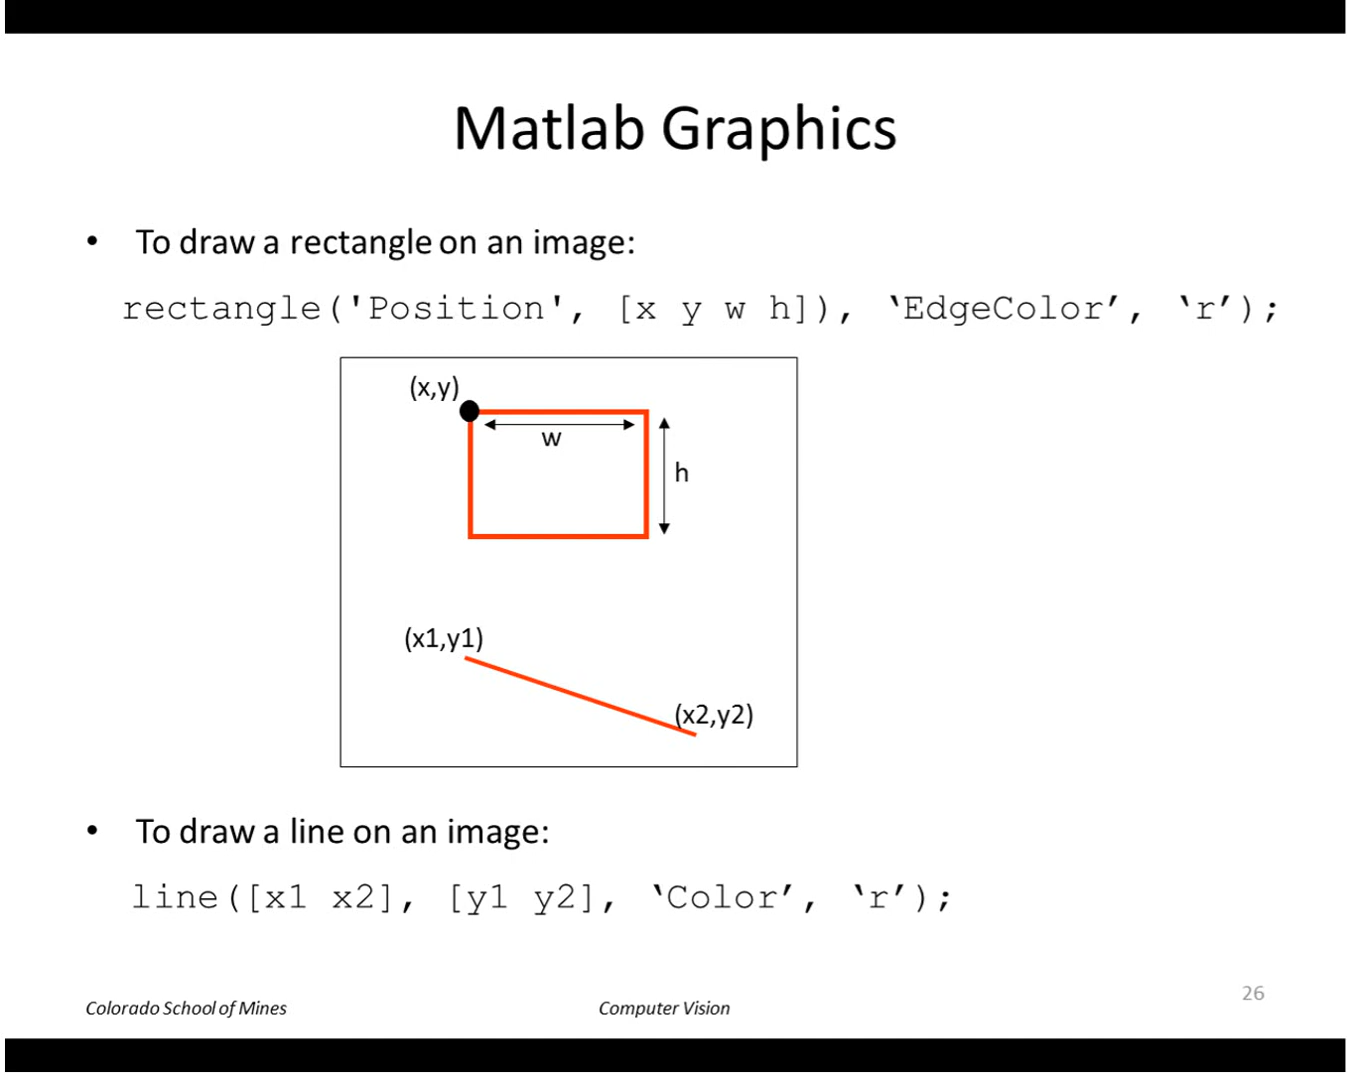 Matlab Graphics
• To draw a rectangle on an image:
rectangle('Position', [x y w h]), ‘EdgeColor’, ‘r’);
(x,y)
w
h
(x1,y1)
(x2,y2)
• To draw a line on an image:
line([x1 x2], [y1 y2], ‘Color’, ‘r’);
Colorado School of Mines
Computer Vision
26